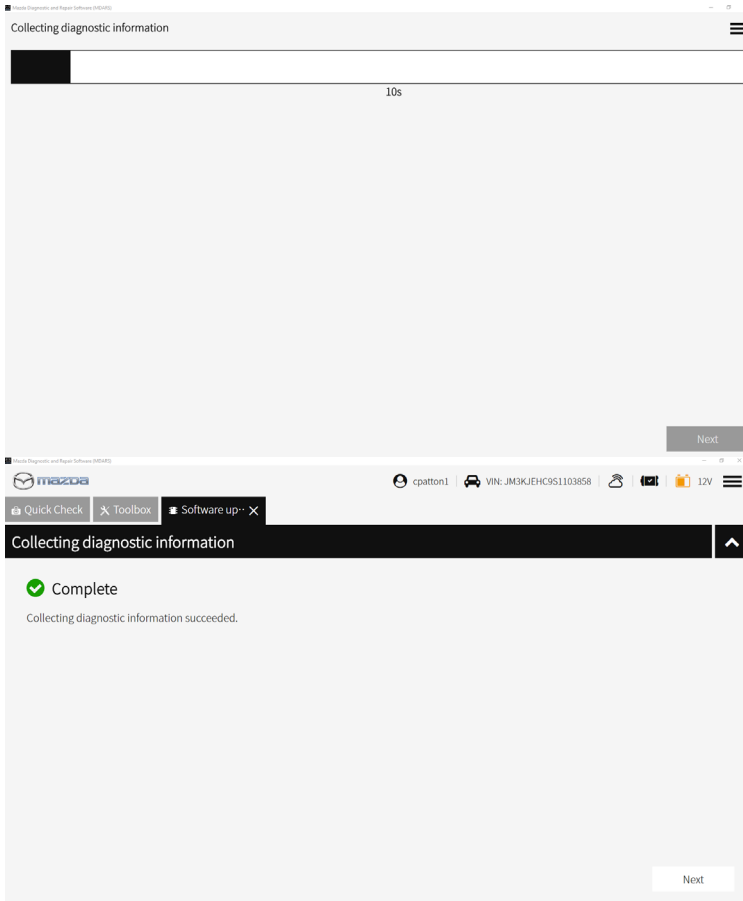 Mazda Diagnostic and Repair Software (MDARS)
Collecting diagnostic information
10s
Next
Mazda Diagnostic and Repair Software (MDARS)
mazda cpatton1 VIN: JM3KJEHC9S1103858 12V
Quick Check Toolbox Software up··
Collecting diagnostic information
Complete
Collecting diagnostic information succeeded.
Next